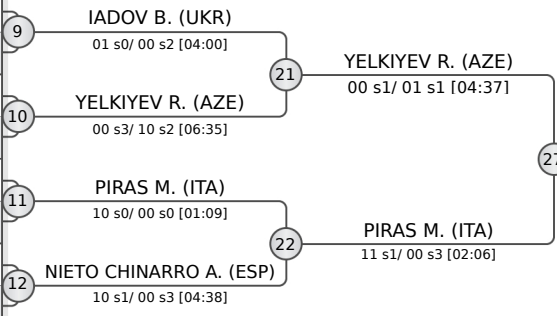 9
IADOV B. (UKR)
01 s0/ 00 s2 [04:00]
21
YELKIYEV R. (AZE)
00 s1/ 01 s1 [04:37]
10
YELKIYEV R. (AZE)
00 s3/ 10 s2 [06:35]
27
11
PIRAS M. (ITA)
10 s0/ 00 s0 [01:09]
22
PIRAS M. (ITA)
11 s1/ 00 s3 [02:06]
12
NIETO CHINARRO A. (ESP)
10 s1/ 00 s3 [04:38]